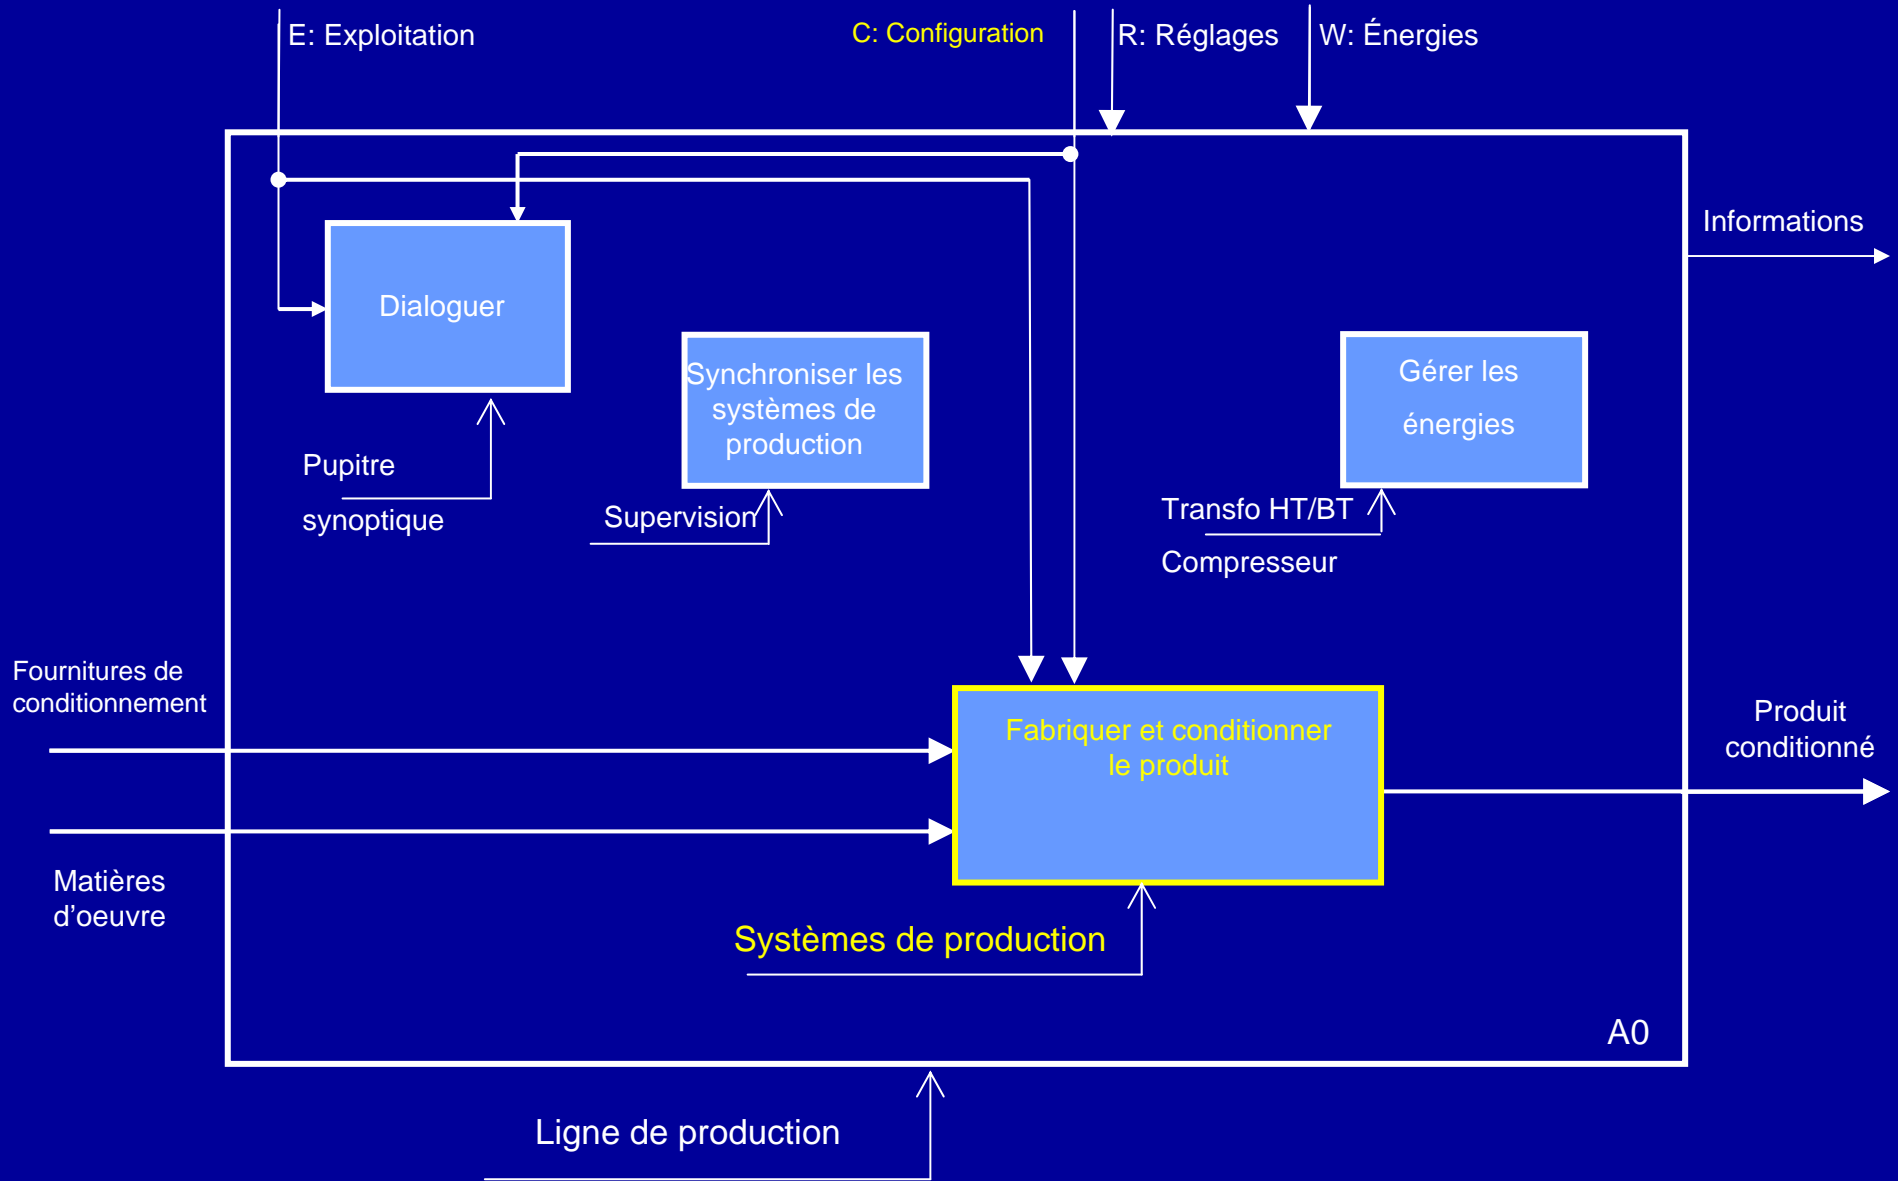 E: Exploitation
C: Configuration
R: Réglages
W: Énergies
Informations
Dialoguer
Synchroniser les
systèmes de
production
Gérer les
énergies
Pupitre
synoptique
Supervision
Transfo HT/BT
Compresseur
Fournitures de
conditionnement
Fabriquer et conditionner
le produit
Produit
conditionné
Matières
d’oeuvre
Systèmes de production
A0
Ligne de production